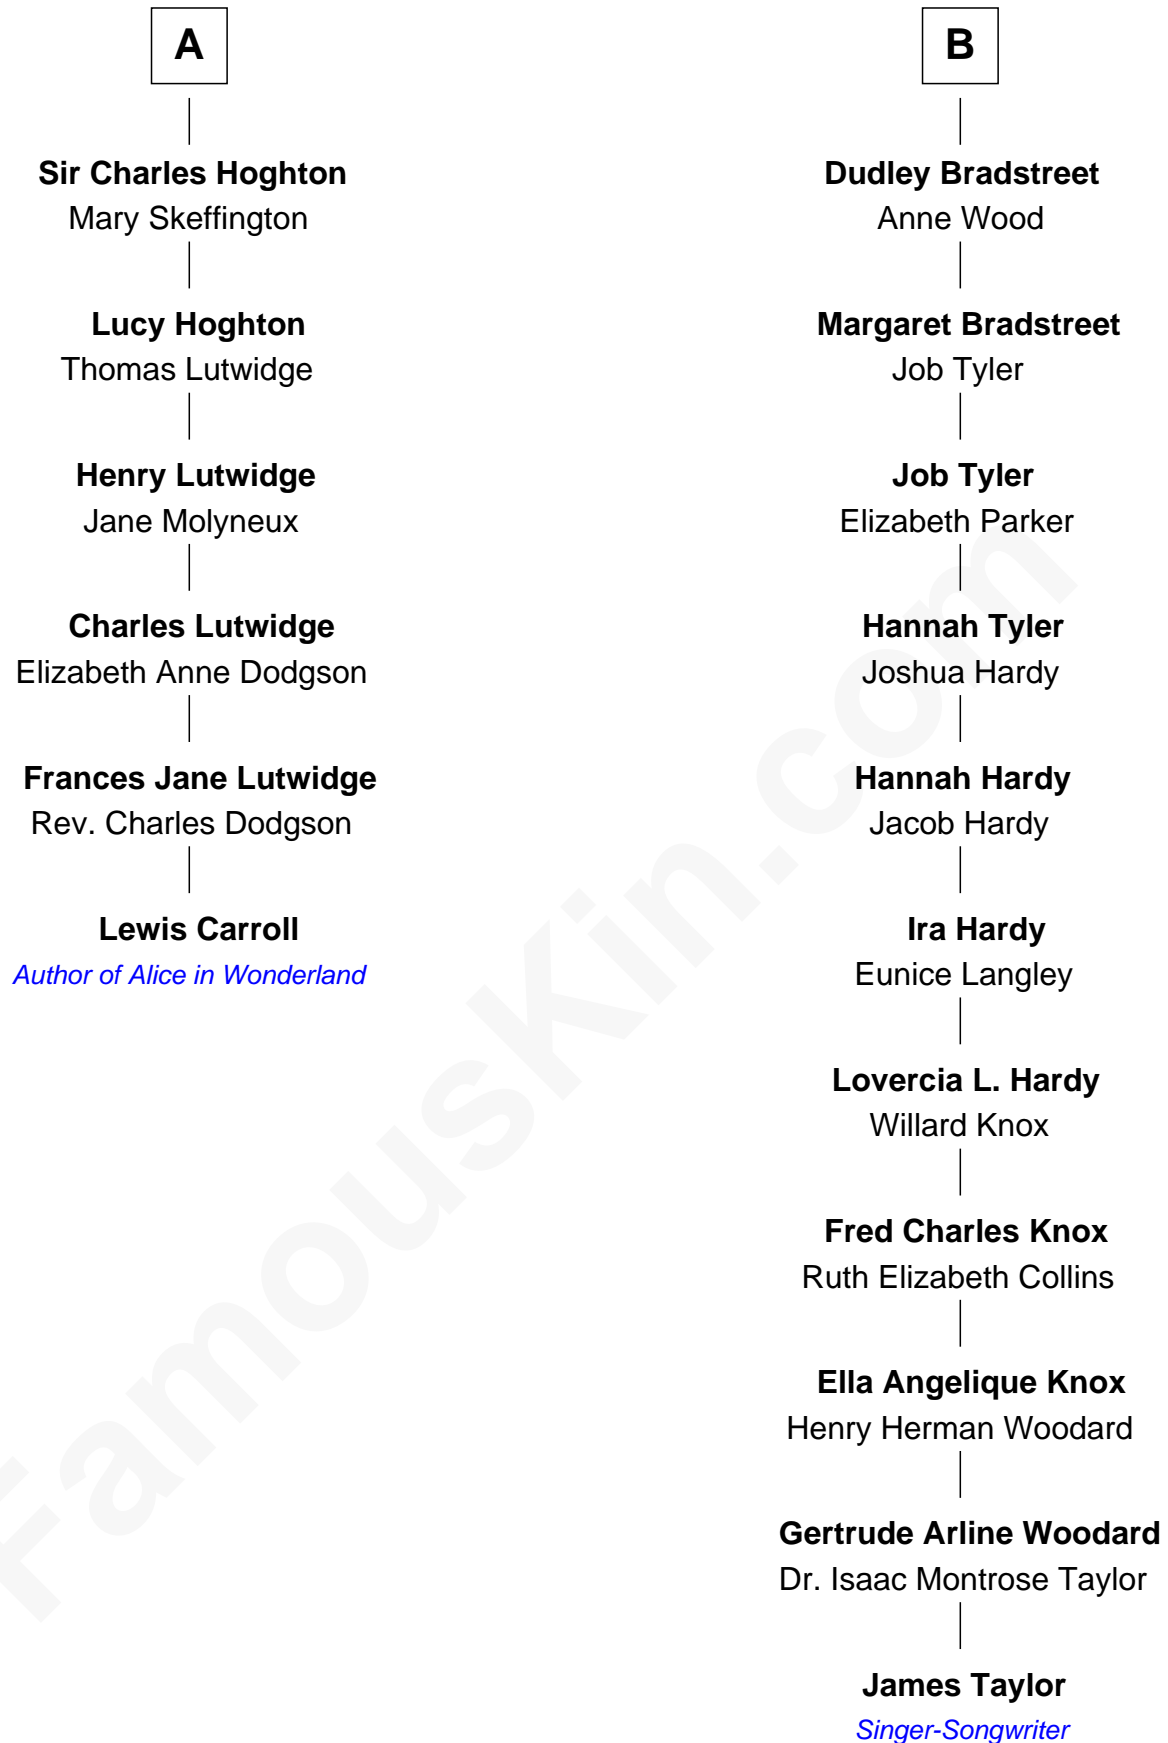 A
Sir Charles Hoghton
Mary Skeffington
Lucy Hoghton
Thomas Lutwidge
Henry Lutwidge
Jane Molyneux
Charles Lutwidge
Elizabeth Anne Dodgson
Frances Jane Lutwidge
Rev. Charles Dodgson
Lewis Carroll
Author of Alice in Wonderland
B
Dudley Bradstreet
Anne Wood
Margaret Bradstreet
Job Tyler
Job Tyler
Elizabeth Parker
Hannah Tyler
Joshua Hardy
Hannah Hardy
Jacob Hardy
Ira Hardy
Eunice Langley
Lovercia L. Hardy
Willard Knox
Fred Charles Knox
Ruth Elizabeth Collins
Ella Angelique Knox
Henry Herman Woodard
Gertrude Arline Woodard
Dr. Isaac Montrose Taylor
James Taylor
Singer-Songwriter
FamousKin.com